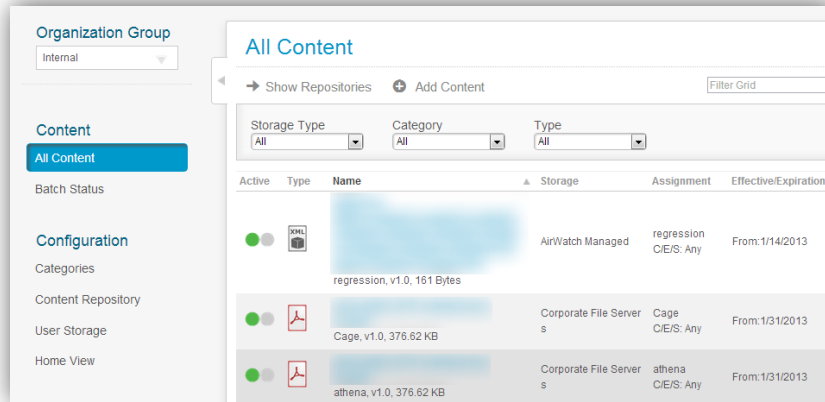 Organization Group
Internal
Content
All Content
Batch Status
Configuration
Categories
Content Repository
User Storage
Home View
All Content
Show Repositories Add Content Filter Grid
Storage Type Category Type
All All All
Active Type Name Storage Assignment Effective/Expiration
XML
regression, v1.0, 161 Bytes
AirWatch Managed
regression
C/E/S: Any
From:1/14/2013
Cage, v1.0, 376.62 KB
Corporate File Server
s
Cage
C/E/S: Any
From:1/31/2013
athena, v1.0, 376.62 KB
Corporate File Server
s
athena
C/E/S: Any
From:1/31/2013